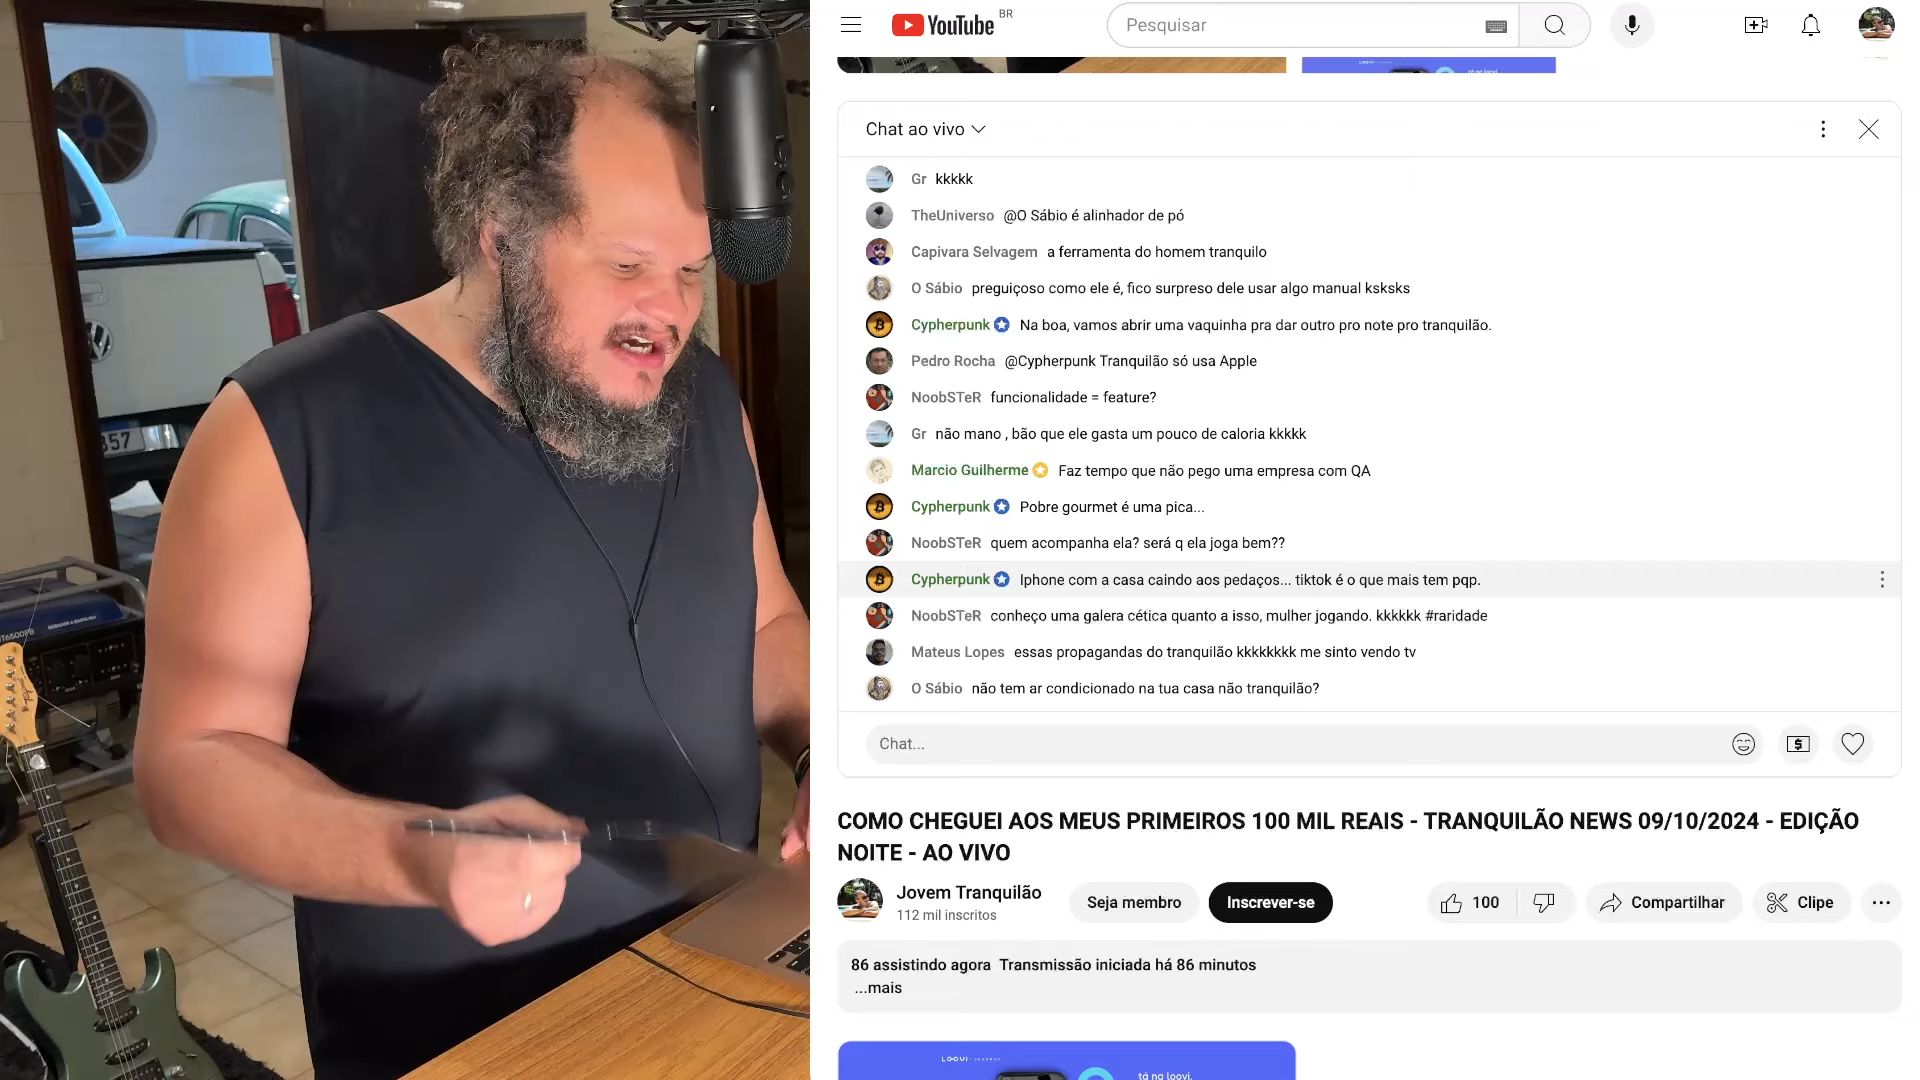 YouTube BR
Pesquisar
Chat ao vivo
Gr kkkkk
TheUniverso @O Sábio é alinhador de pó
Capivara Selvagem a ferramenta do homem tranquilo
O Sábio preguiçoso como ele é, fico surpreso dele usar algo manual ksksks
Cypherpunk Na boa, vamos abrir uma vaquinha pra dar outro pro note pro tranquilão.
Pedro Rocha @Cypherpunk Tranquilão só usa Apple
NoobSTeR funcionalidade = feature?
Gr não mano , bão que ele gasta um pouco de caloria kkkkk
Marcio Guilherme Faz tempo que não pego uma empresa com QA
Cypherpunk Pobre gourmet é uma pica...
NoobSTeR quem acompanha ela? será q ela joga bem??
Cypherpunk Iphone com a casa caindo aos pedaços... tiktok é o que mais tem pqp.
NoobSTeR conheço uma galera cética quanto a isso, mulher jogando. kkkkkk #raridade
Mateus Lopes essas propagandas do tranquilão kkkkkkkk me sinto vendo tv
O Sábio não tem ar condicionado na tua casa não tranquilão?
Chat...
COMO CHEGUEI AOS MEUS PRIMEIROS 100 MIL REAIS - TRANQUILÃO NEWS 09/10/2024 - EDIÇÃO
NOITE - AO VIVO
Jovem Tranquilão
112 mil inscritos
Seja membro
Inscrever-se
100
Compartilhar
Clipe
86 assistindo agora Transmissão iniciada há 86 minutos
...mais
LOOVI
tá na loovi.
357